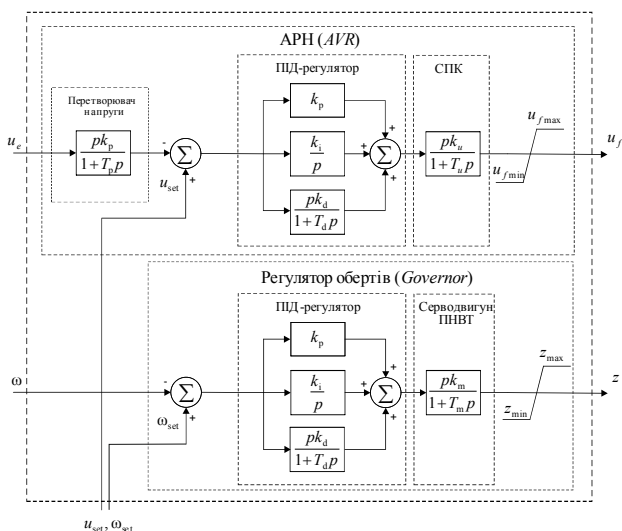 АРН (AVR)
ПІД-регулятор
СПК
Перетворювач
напруги
u_e
pk_p
1+T_p p
-
∑
+
u_set
k_p
k_i
p
pk_d
1+T_d p
+
+
∑
+
pk_u
1+T_u p
u_f max
u_f min
u_f
Регулятор обертів (Governor)
ПІД-регулятор
Серводвигун
ПНВТ
ω
-
∑
+
ω_set
k_p
k_i
p
pk_d
1+T_d p
+
+
∑
+
pk_m
1+T_m p
z_max
z_min
z
u_set, ω_set